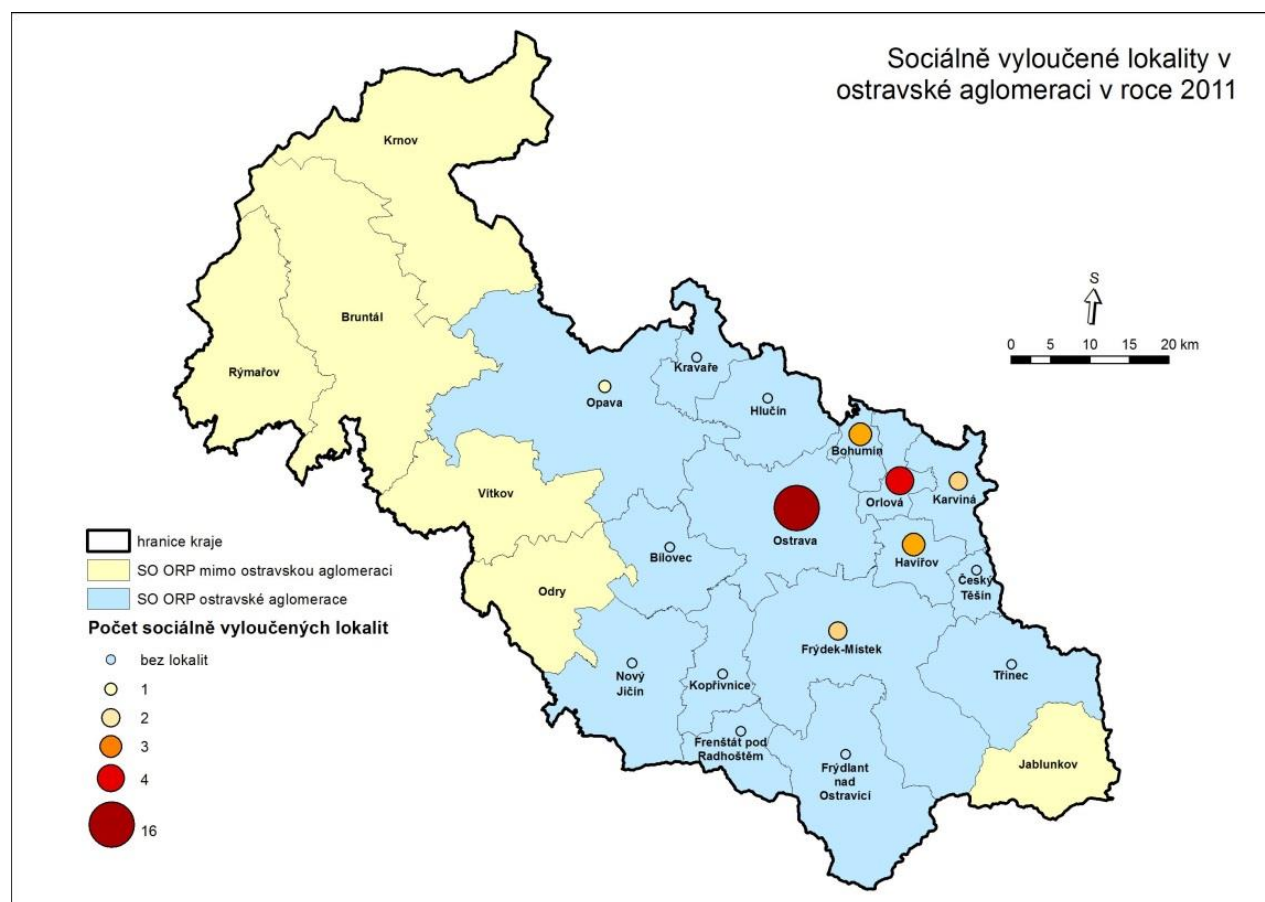 Sociálně vyloučené lokality v
ostravské aglomeraci v roce 2011
Krnov
S
Bruntál
0 5 10 15 20 km
Kravaře
Rýmařov
Opava
Hlučín
Bohumín
Vítkov
Orlová
Karviná
Ostrava
hranice kraje
Bílovec
Havířov
SO ORP mimo ostravskou aglomeraci
Odry
Český
Těšín
SO ORP ostravské aglomerace
Počet sociálně vyloučených lokalit
Frýdek-Místek
bez lokalit
Nový
Jičín
Kopřivnice
Třinec
1
2
3
Frenštát pod
Radhoštěm
Frýdlant
nad
Ostravicí
Jablunkov
4
16